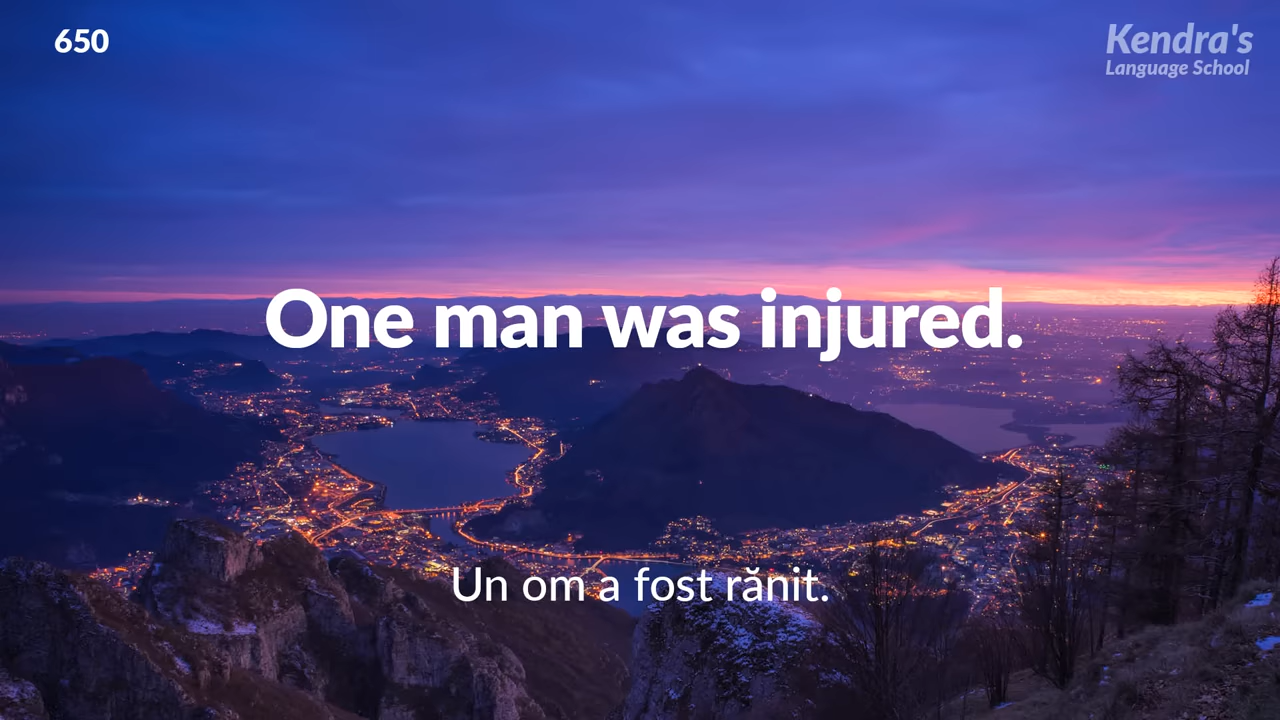 650
Kendra's
Language School
One man was injured.
Un om a fost rănit.